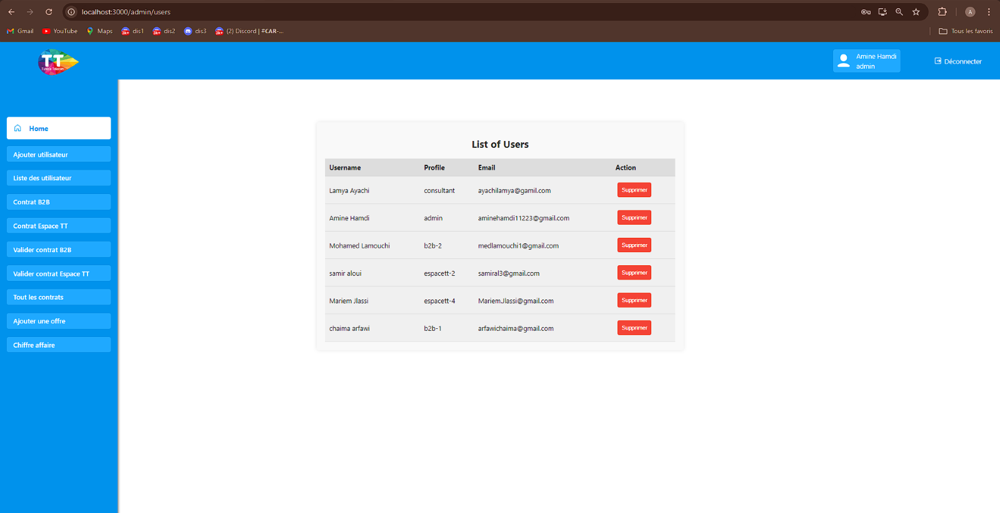 localhost:3000/admin/users
A
Gmail YouTube Maps dis1 dis2 dis3 (2) Discord | #CAR-... Tous les favoris
TT
Tunisie Telecom
Amine Hamdi
admin
Déconnecter
Home
Ajouter utilisateur
Liste des utilisateur
Contrat B2B
Contrat Espace TT
Valider contrat B2B
Valider contrat Espace TT
Tout les contrats
Ajouter une offre
Chiffre affaire
List of Users
Username Profile Email Action
Lamya Ayachi consultant ayachilamya@gamil.com Supprimer
Amine Hamdi admin aminehamdi11223@gmail.com Supprimer
Mohamed Lamouchi b2b-2 medlamouchi1@gmail.com Supprimer
samir aloui espacett-2 samiral3@gmail.com Supprimer
Mariem Jlassi espacett-4 Mariem.Jlassi@gmail.com Supprimer
chaima arfawi b2b-1 arfawichaima@gmail.com Supprimer